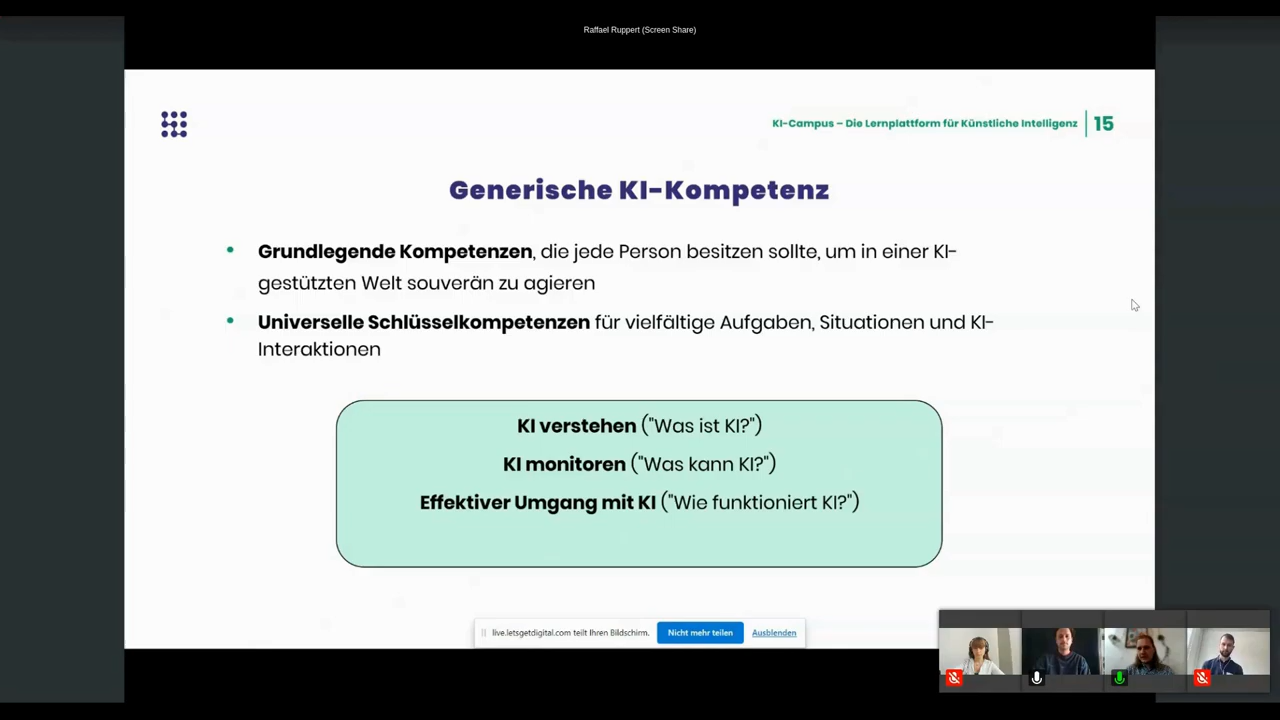 Raffael Ruppert (Screen Share)
KI-Campus – Die Lernplattform für Künstliche Intelligenz
15
Generische KI-Kompetenz
• Grundlegende Kompetenzen, die jede Person besitzen sollte, um in einer KI-
gestützten Welt souverän zu agieren
• Universelle Schlüsselkompetenzen für vielfältige Aufgaben, Situationen und KI-
Interaktionen
KI verstehen ("Was ist KI?")
KI monitoren ("Was kann KI?")
Effektiver Umgang mit KI ("Wie funktioniert KI?")
live.letsgetdigital.com teilt Ihren Bildschirm.
Nicht mehr teilen
Ausblenden